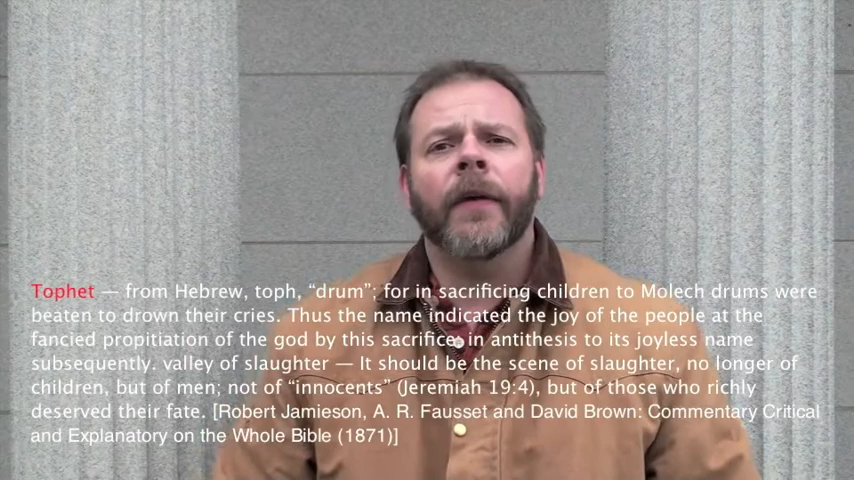 Tophet — from Hebrew, toph, “drum”; for in sacrificing children to Molech drums were
beaten to drown their cries. Thus the name indicated the joy of the people at the
fancied propitiation of the god by this sacrifice; in antithesis to its joyless name
subsequently. valley of slaughter — It should be the scene of slaughter, no longer of
children, but of men; not of “innocents” (Jeremiah 19:4), but of those who richly
deserved their fate. [Robert Jamieson, A. R. Fausset and David Brown: Commentary Critical
and Explanatory on the Whole Bible (1871)]